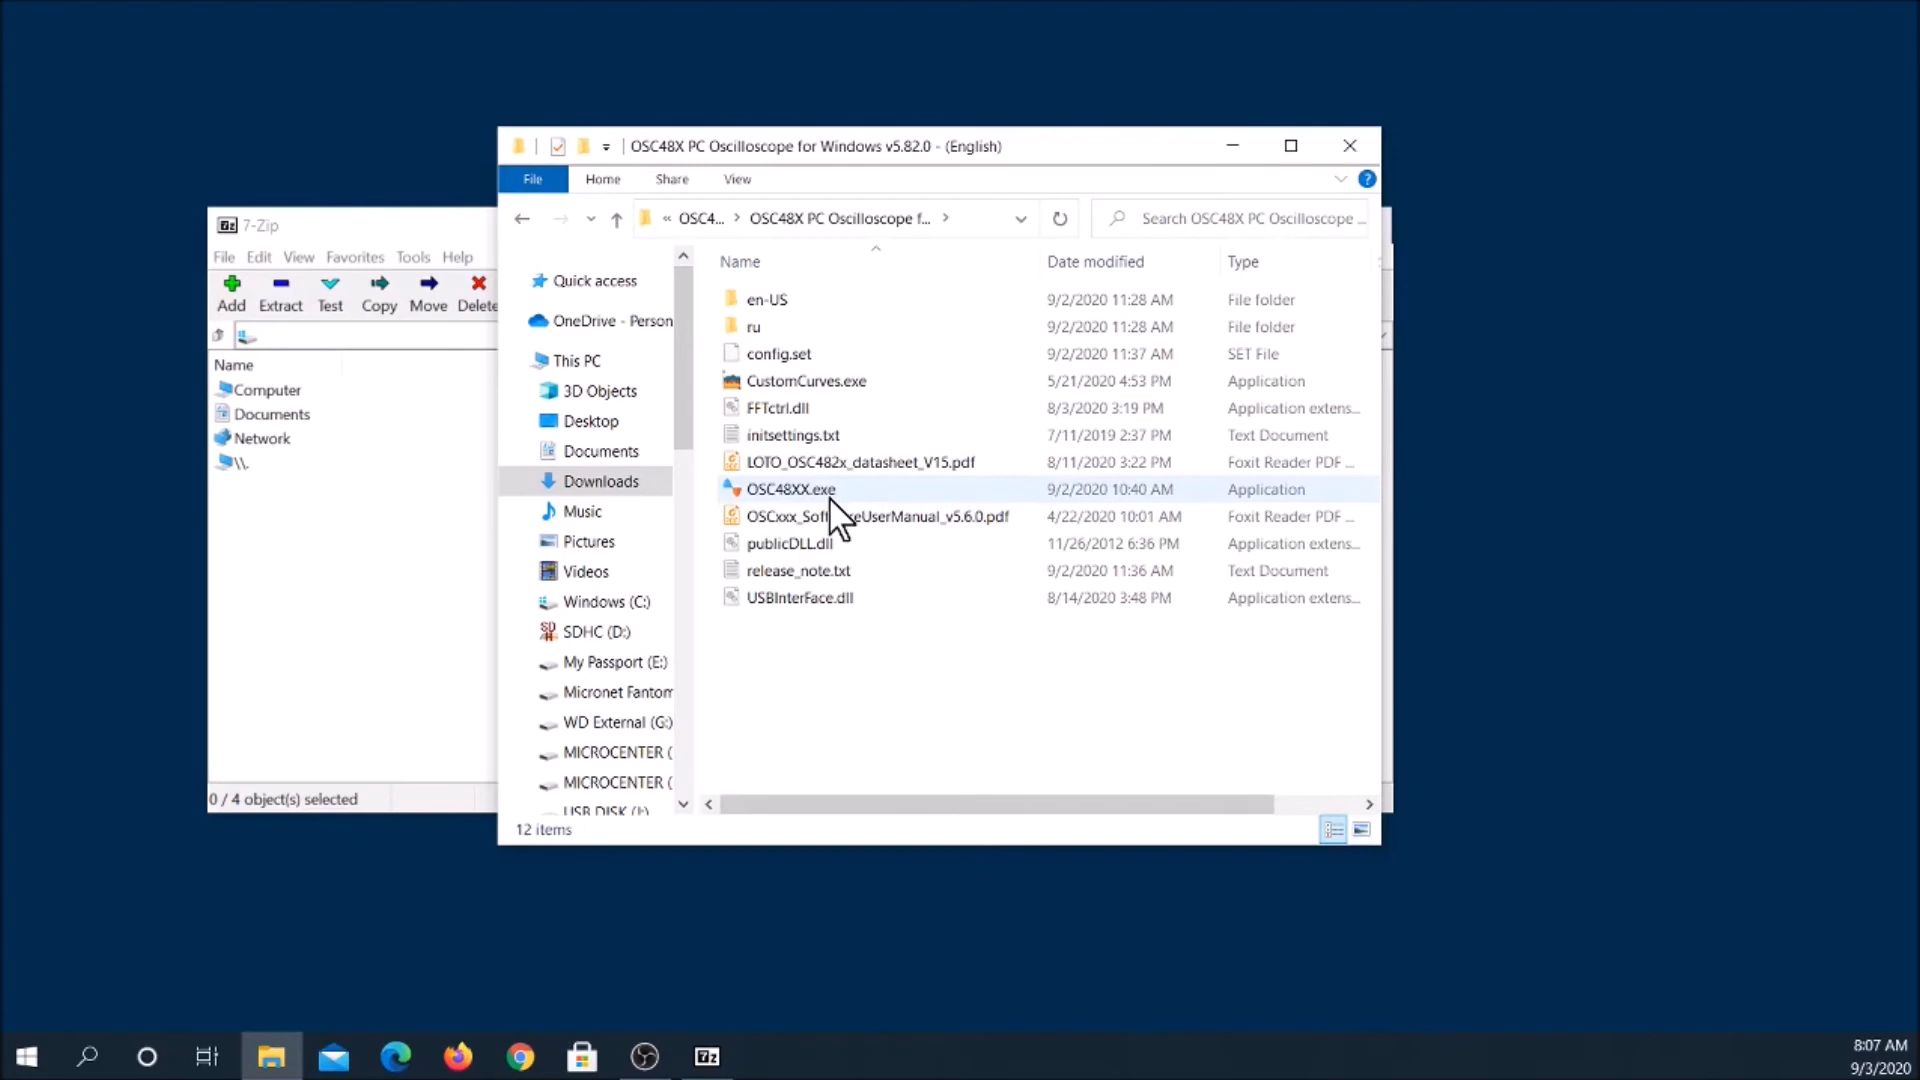 OSC48X PC Oscilloscope for Windows v5.82.0 - (English)
File Home Share View
« OSC4... > OSC48X PC Oscilloscope f... >
Search OSC48X PC Oscilloscope ...
7-Zip
File Edit View Favorites Tools Help
Add Extract Test Copy Move Delete
Name
Computer
Documents
Network
\\.
0 / 4 object(s) selected
Quick access
OneDrive - Person
This PC
3D Objects
Desktop
Documents
Downloads
Music
Pictures
Videos
Windows (C:)
SDHC (D:)
My Passport (E:)
Micronet Fantom
WD External (G:)
MICROCENTER (
MICROCENTER (
Name Date modified Type
en-US 9/2/2020 11:28 AM File folder
ru 9/2/2020 11:28 AM File folder
config.set 9/2/2020 11:37 AM SET File
CustomCurves.exe 5/21/2020 4:53 PM Application
FFTctrl.dll 8/3/2020 3:19 PM Application extens...
initsettings.txt 7/11/2019 2:37 PM Text Document
LOTO_OSC482x_datasheet_V15.pdf 8/11/2020 3:22 PM Foxit Reader PDF ...
OSC48XX.exe 9/2/2020 10:40 AM Application
4/22/2020 10:01 AM Foxit Reader PDF ...
publicDLL.dll 11/26/2012 6:36 PM Application extens...
release_note.txt 9/2/2020 11:36 AM Text Document
USBInterFace.dll 8/14/2020 3:48 PM Application extens...
12 items
7z
8:07 AM
9/3/2020